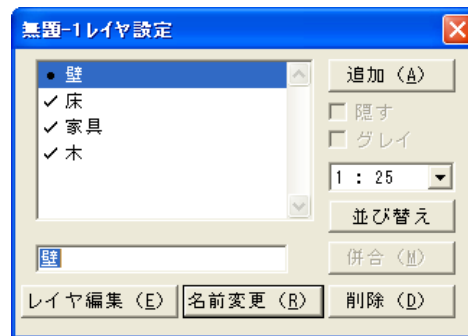 無題-1レイヤ設定
壁
床
家具
木
追加 (A)
隠す
グレイ
1 : 25
並び替え
壁
併合 (M)
レイヤ編集 (E)
名前変更 (R)
削除 (D)